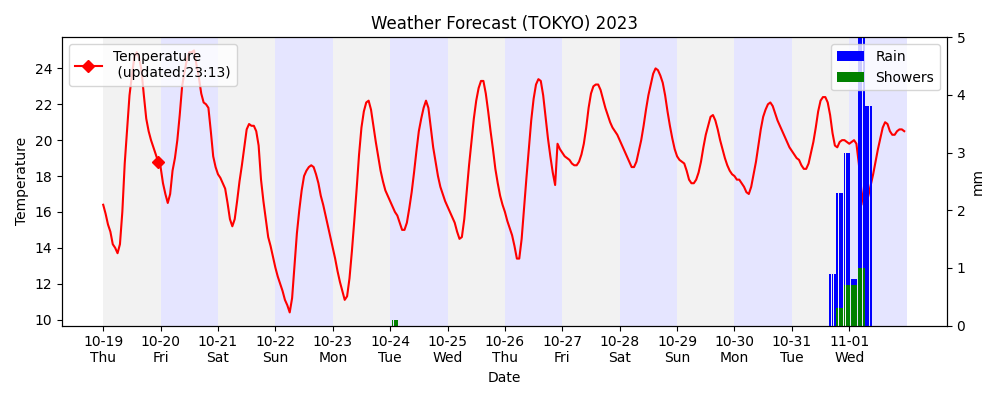 Weather Forecast (TOKYO) 2023
Temperature
(updated:23:13)
Rain
Showers
24
22
20
18
16
14
12
10
Temperature
5
4
3
2
1
0
mm
10-19 10-20 10-21 10-22 10-23 10-24 10-25 10-26 10-27 10-28 10-29 10-30 10-31 11-01
Thu Fri Sat Sun Mon Tue Wed Thu Fri Sat Sun Mon Tue Wed
Date